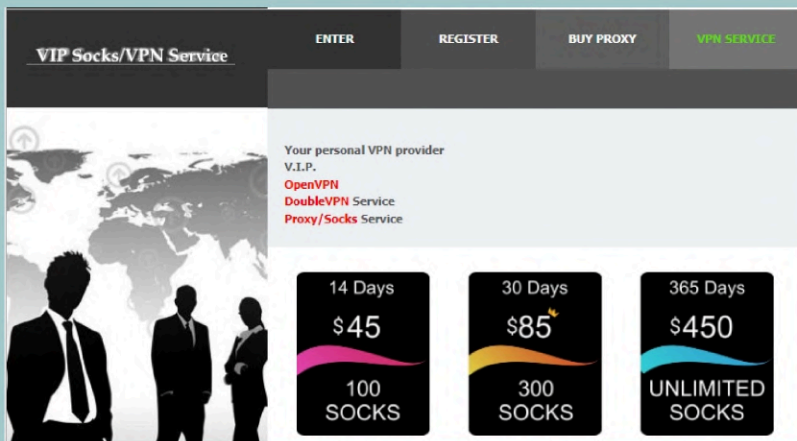 VIP Socks/VPN Service
ENTER REGISTER BUY PROXY VPN SERVICE
Your personal VPN provider
V.I.P.
OpenVPN
DoubleVPN Service
Proxy/Socks Service
14 Days
$45
100
SOCKS
30 Days
$85
300
SOCKS
365 Days
$450
UNLIMITED
SOCKS